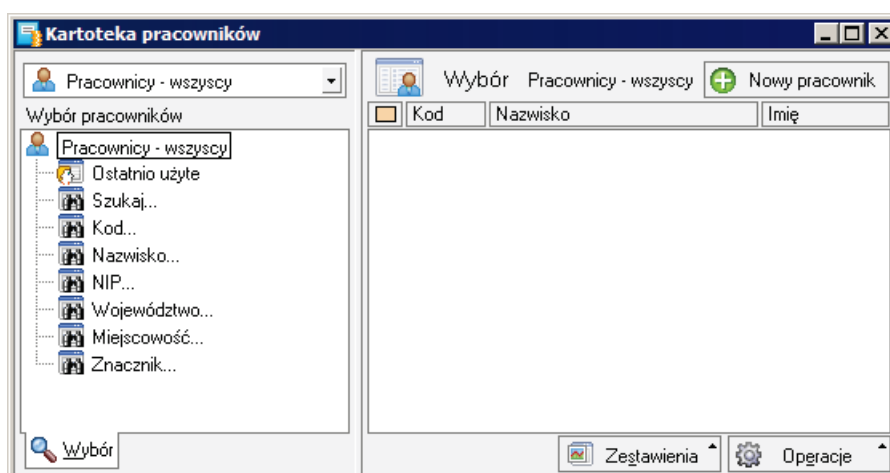 Kartoteka pracowników
Pracownicy - wszyscy
Wybór pracowników
Pracownicy - wszyscy
Ostatnio użyte
Szukaj...
Kod...
Nazwisko...
NIP...
Województwo...
Miejscowość...
Znacznik...
Wybór
Wybór Pracownicy - wszyscy Nowy pracownik
Kod Nazwisko Imię
Zestawienia Operacje